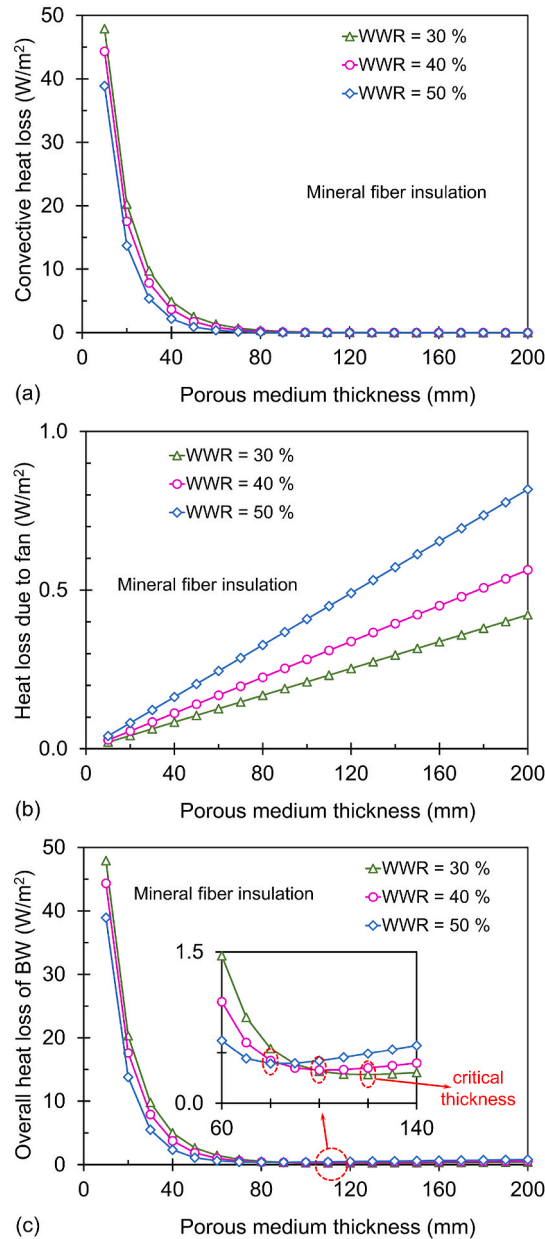 50
40
30
20
10
0
Convective heat loss (W/m²)
WWR = 30 %
WWR = 40 %
WWR = 50 %
Mineral fiber insulation
0 40 80 120 160 200
(a) Porous medium thickness (mm)
1.0
0.5
0.0
Heat loss due to fan (W/m²)
WWR = 30 %
WWR = 40 %
WWR = 50 %
Mineral fiber insulation
0 40 80 120 160 200
(b) Porous medium thickness (mm)
50
40
30
20
10
0
Overall heat loss of BW (W/m²)
Mineral fiber insulation
WWR = 30 %
WWR = 40 %
WWR = 50 %
1.5
0.0
60 140
critical
thickness
0 40 80 120 160 200
(c) Porous medium thickness (mm)